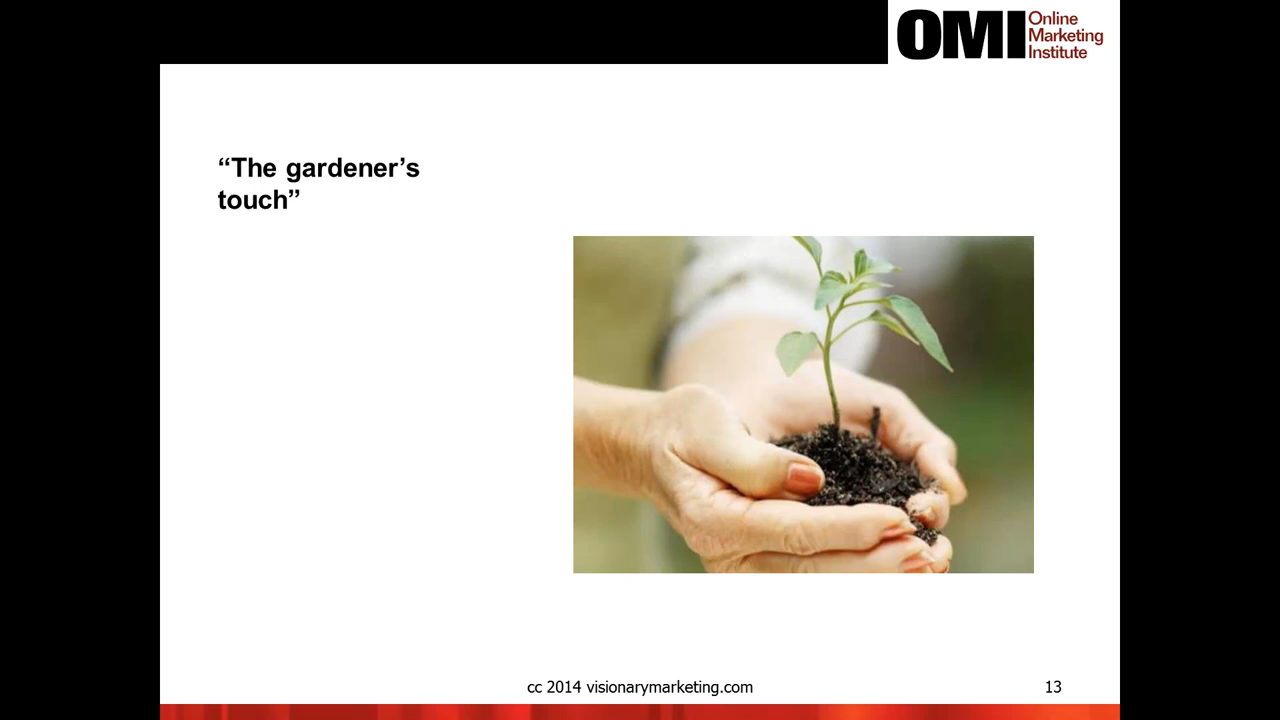 OMI
Online
Marketing
Institute
“The gardener’s
touch”
cc 2014 visionarymarketing.com
13